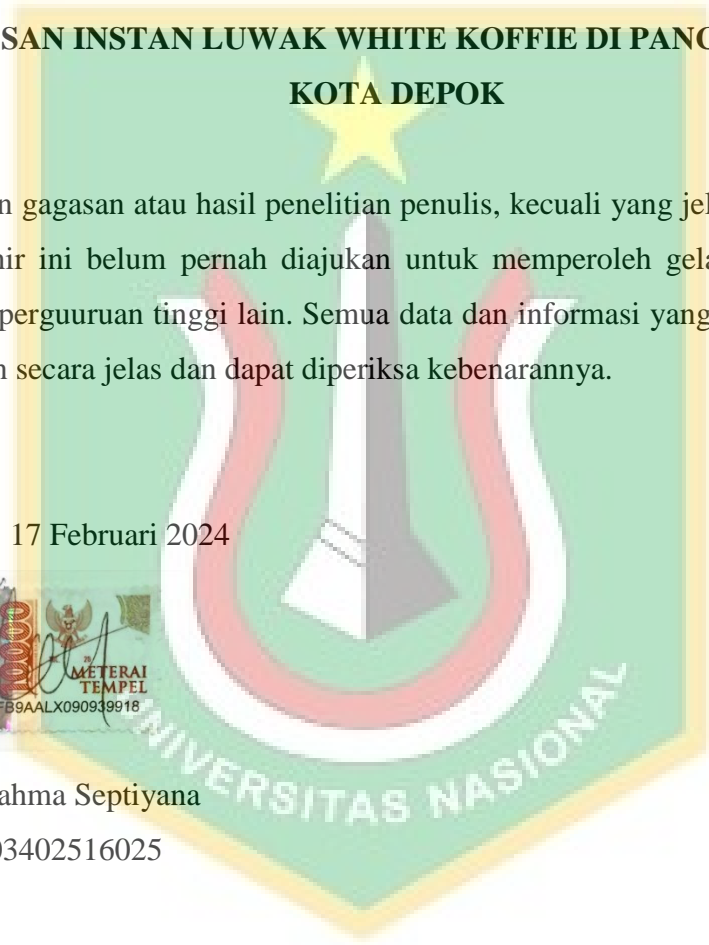 SAN INSTAN LUWAK WHITE KOFFIE DI PANC
KOTA DEPOK
n gagasan atau hasil penelitian penulis, kecuali yang jel
ir ini belum pernah diajukan untuk memperoleh gela
perguuruan tinggi lain. Semua data dan informasi yang
secara jelas dan dapat diperiksa kebenarannya.
17 Februari 2024
METERAI
TEMPEL
FB9AALX090939918
ahma Septiyana
03402516025
UNIVERSITAS NASIONAL